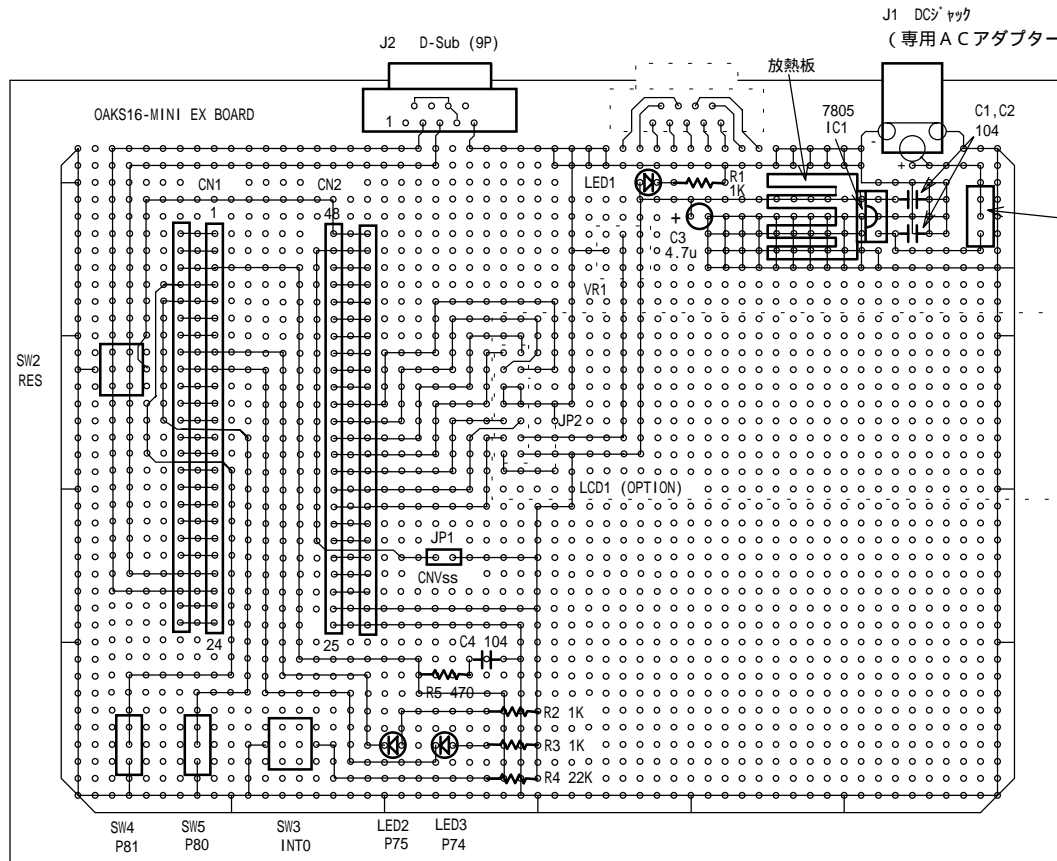 J1 DCｼﾞｬｯｸ
(専用ＡＣアダプター
J2 D-Sub (9P)
放熱板
OAKS16-MINI EX BOARD
1
7805
IC1
C1,C2
104
-
+
LED1
R1
1K
CN1
1
CN2
48
+
C3
4.7u
VR1
SW2
RES
JP2
LCD1 (OPTION)
JP1
CNVss
24
25
C4 104
R5 470
R2 1K
R3 1K
R4 22K
SW4
P81
SW5
P80
SW3
INT0
LED2
P75
LED3
P74